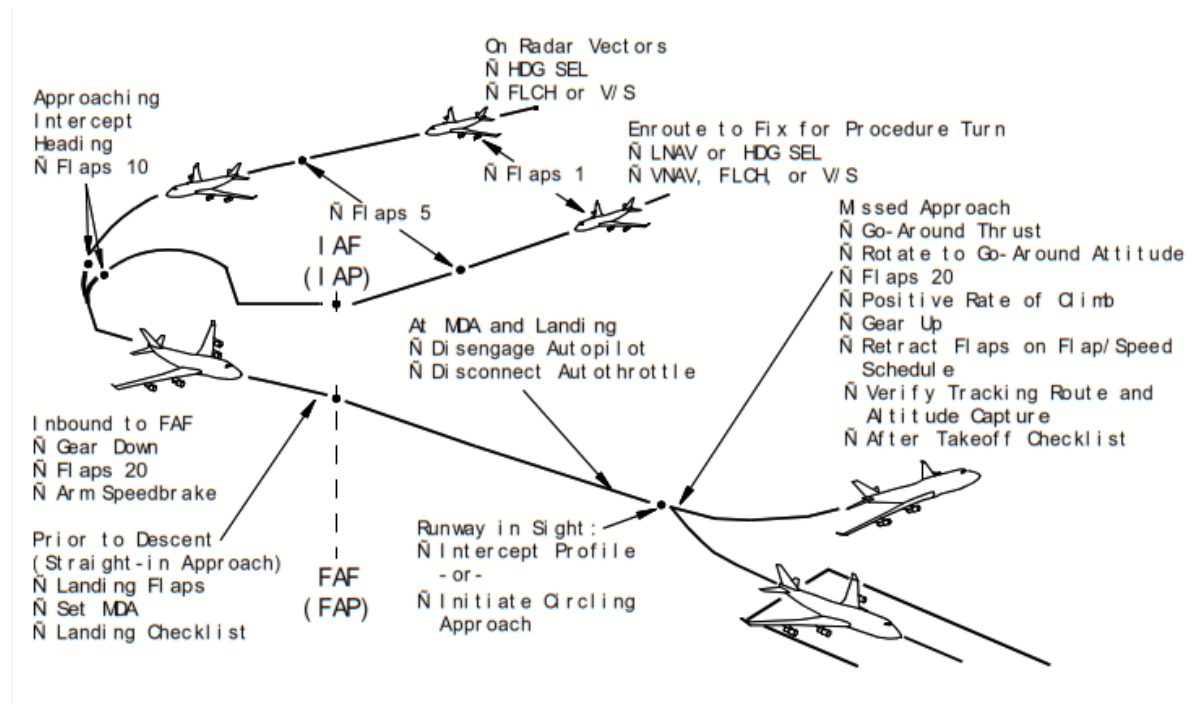 On Radar Vectors
Ñ HDG SEL
Ñ FLCH or V/S
Approaching
Intercept
Heading
Ñ Flaps 10
Enroute to Fix for Procedure Turn
Ñ LNAV or HDG SEL
Ñ VNAV, FLCH, or V/S
Ñ Flaps 1
Ñ Flaps 5
IAF
(IAP)
Missed Approach
Ñ Go-Around Thrust
Ñ Rotate to Go-Around Attitude
Ñ Flaps 20
Ñ Positive Rate of Climb
Ñ Gear Up
Ñ Retract Flaps on Flap/Speed
Schedule
Ñ Verify Tracking Route and
Altitude Capture
Ñ After Takeoff Checklist
At MDA and Landing
Ñ Disengage Autopilot
Ñ Disconnect Autothrottle
Inbound to FAF
Ñ Gear Down
Ñ Flaps 20
Ñ Arm Speedbrake
Prior to Descent
(Straight-in Approach)
Ñ Landing Flaps
Ñ Set MDA
Ñ Landing Checklist
FAF
(FAP)
Runway in Sight:
Ñ Intercept Profile
-or-
Ñ Initiate Circling
Approach